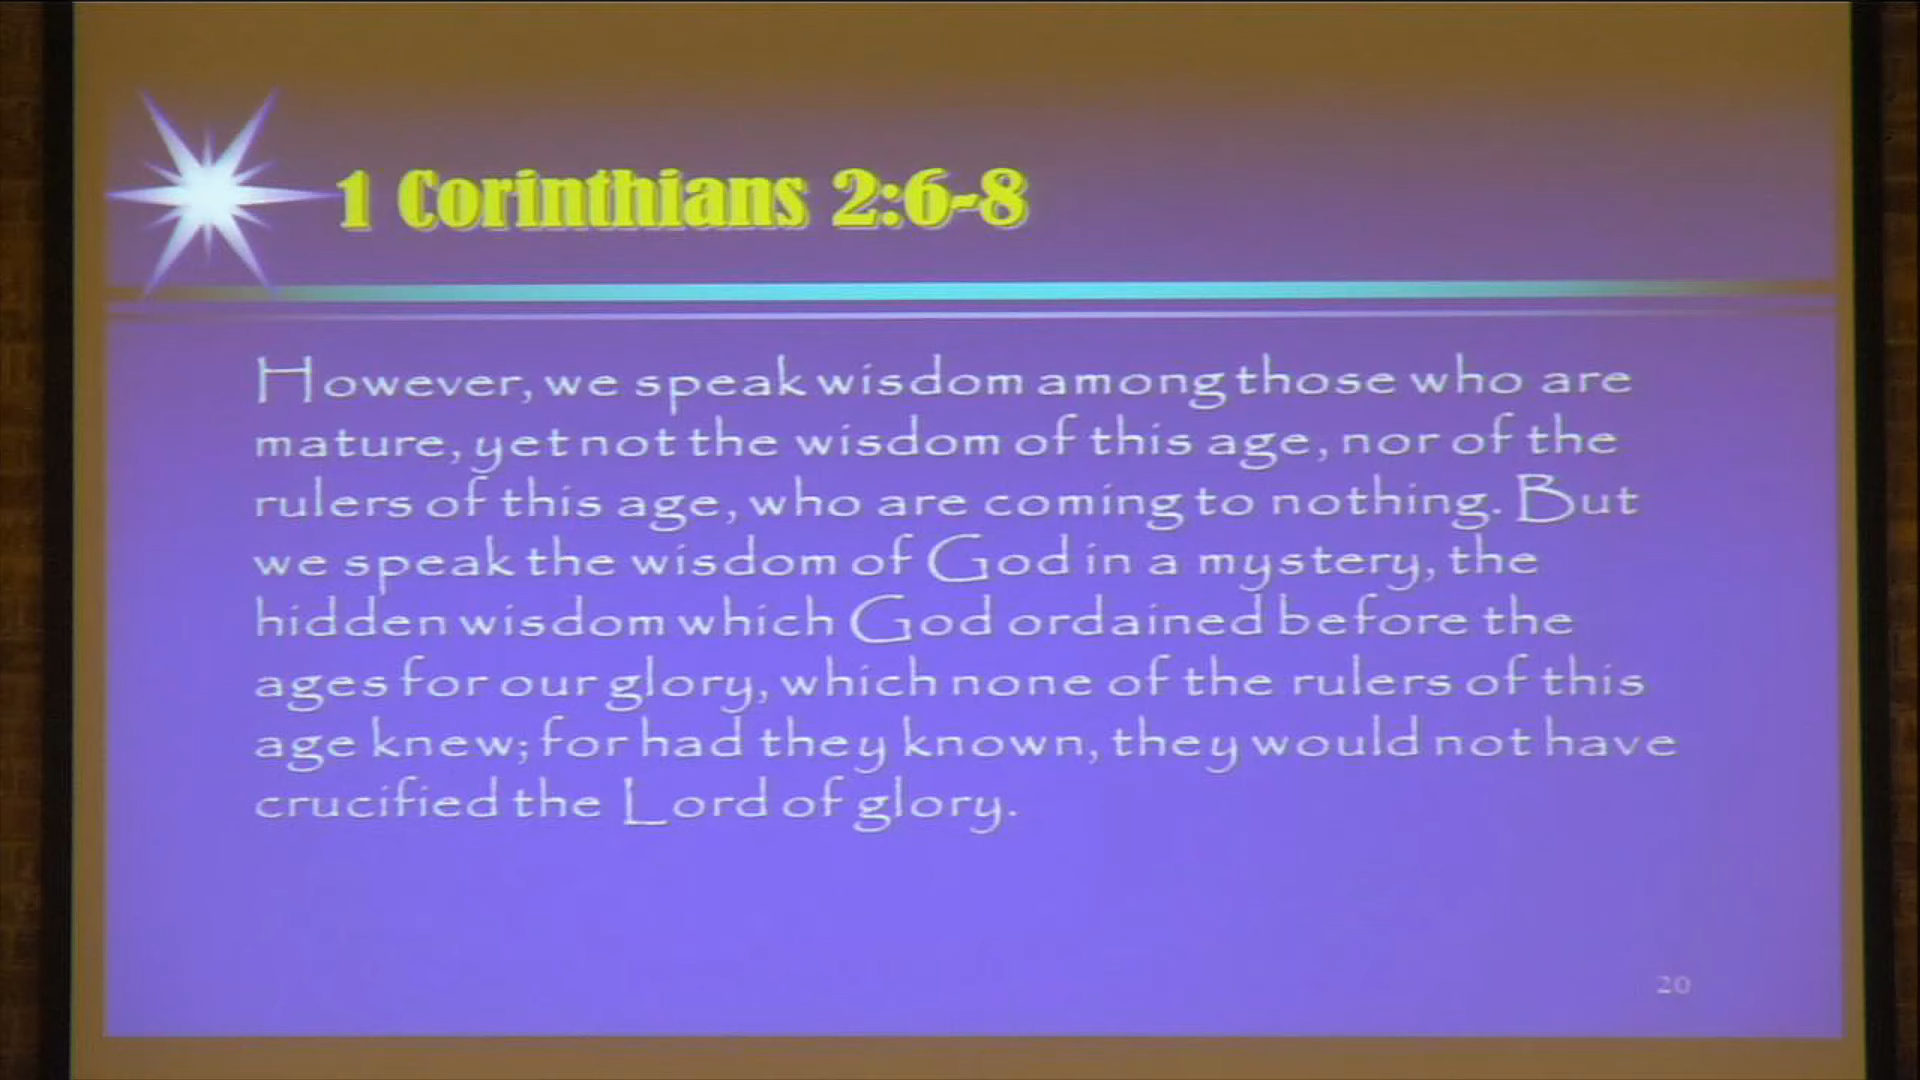 1 Corinthians 2:6-8
However, we speak wisdom among those who are
mature, yet not the wisdom of this age, nor of the
rulers of this age, who are coming to nothing. But
we speak the wisdom of God in a mystery, the
hidden wisdom which God ordained before the
ages for our glory, which none of the rulers of this
age knew; for had they known, they would not have
crucified the Lord of glory.
20